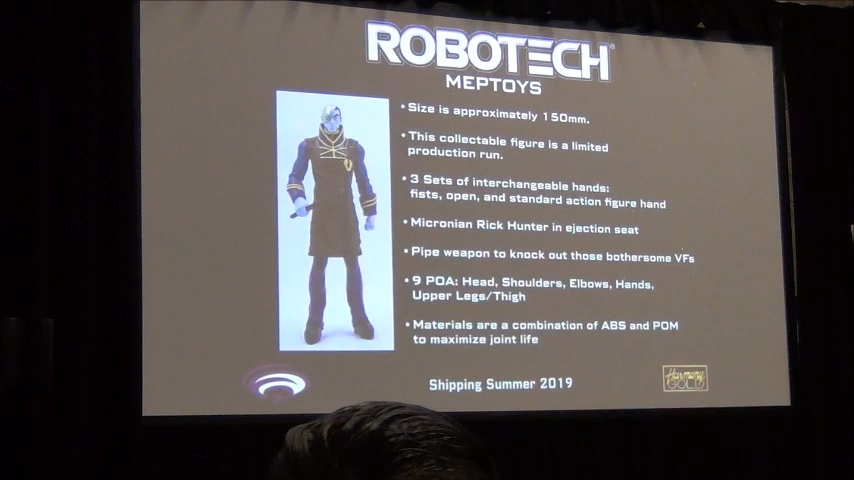 ROBOTECH
MEPTOYS
• Size is approximately 150mm.
• This collectable figure is a limited
production run.
• 3 Sets of interchangeable hands:
fists, open, and standard action figure hand
• Micronian Rick Hunter in ejection seat
• Pipe weapon to knock out those bothersome VFs
• 9 POA: Head, Shoulders, Elbows, Hands,
Upper Legs/Thigh
• Materials are a combination of ABS and POM
to maximize joint life
Shipping Summer 2019
Harmony
GOLD